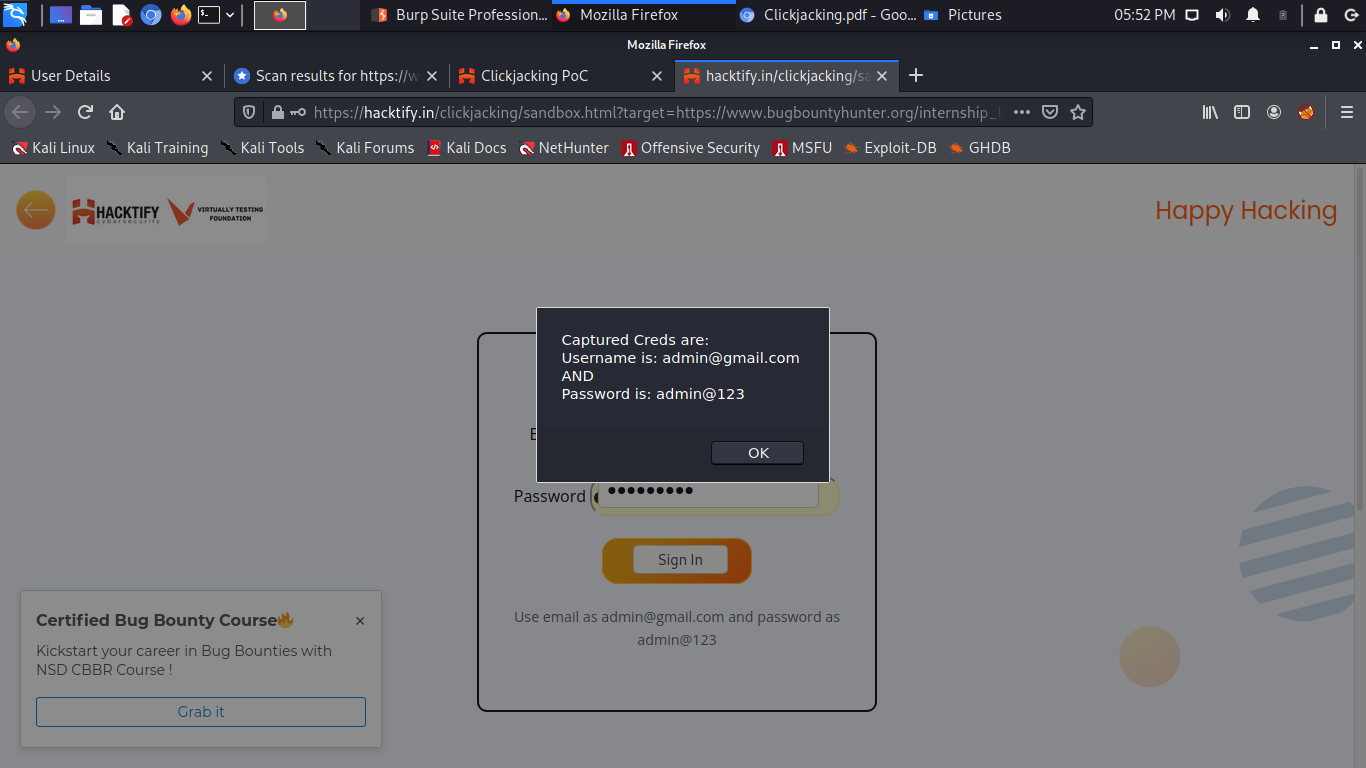 Burp Suite Profession...
Mozilla Firefox
Clickjacking.pdf - Goo...
Pictures
05:52 PM
Mozilla Firefox
User Details
Scan results for https://w
Clickjacking PoC
hacktify.in/clickjacking/sa
https://hacktify.in/clickjacking/sandbox.html?target=https://www.bugbountyhunter.org/internship_
Kali Linux
Kali Training
Kali Tools
Kali Forums
Kali Docs
NetHunter
Offensive Security
MSFU
Exploit-DB
GHDB
HACKTIFY
cybersecurity
VIRTUALLY TESTING
FOUNDATION
Happy Hacking
Captured Creds are:
Username is: admin@gmail.com
AND
Password is: admin@123
OK
Password
Sign In
Use email as admin@gmail.com and password as
admin@123
Certified Bug Bounty Course🔥
×
Kickstart your career in Bug Bounties with
NSD CBBR Course !
Grab it